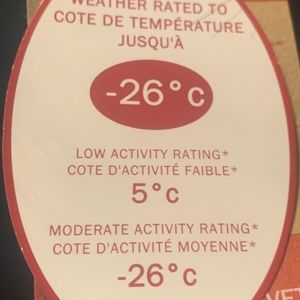 WEATHER RATED TO
COTE DE TEMPÉRATURE
JUSQU'À
-26°C
LOW ACTIVITY RATING*
COTE D'ACTIVITÉ FAIBLE*
5°C
MODERATE ACTIVITY RATING*
COTE D'ACTIVITÉ MOYENNE*
-26°C